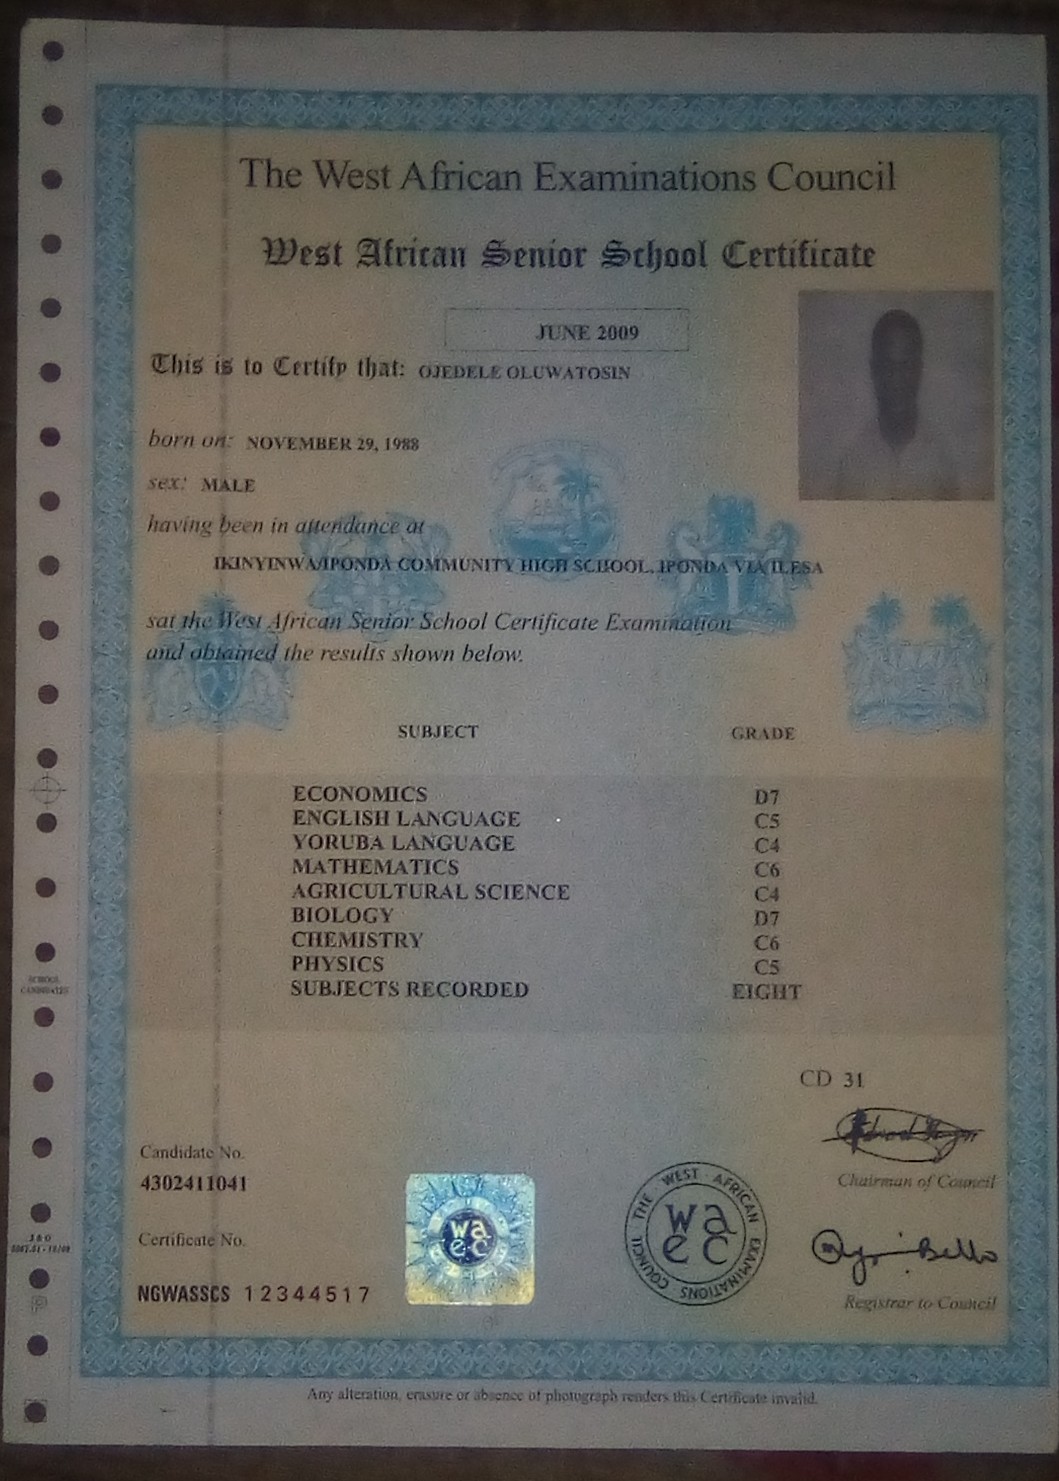 The West African Examinations Council
West African Senior School Certificate
JUNE 2009
This is to Certify that: OJEDELE OLUWATOSIN
born on: NOVEMBER 29, 1988
sex: MALE
having been in attendance at
IKINYINWA/IPONDA COMMUNITY HIGH SCHOOL, IPONDA VIA ILESA
sat the West African Senior School Certificate Examination
and obtained the results shown below.
SUBJECT GRADE
ECONOMICS D7
ENGLISH LANGUAGE C5
YORUBA LANGUAGE C4
MATHEMATICS C6
AGRICULTURAL SCIENCE C4
BIOLOGY D7
CHEMISTRY C6
PHYSICS C5
SUBJECTS RECORDED EIGHT
SCHOOL
CANDIDATES
CD 31
Candidate No.
4302411041
Chairman of Council
Certificate No.
NGWASSCS 12344517
waec
THE WEST AFRICAN EXAMINATIONS COUNCIL
waec
Bello
Registrar to Council
Any alteration, erasure or absence of photograph renders this Certificate invalid.